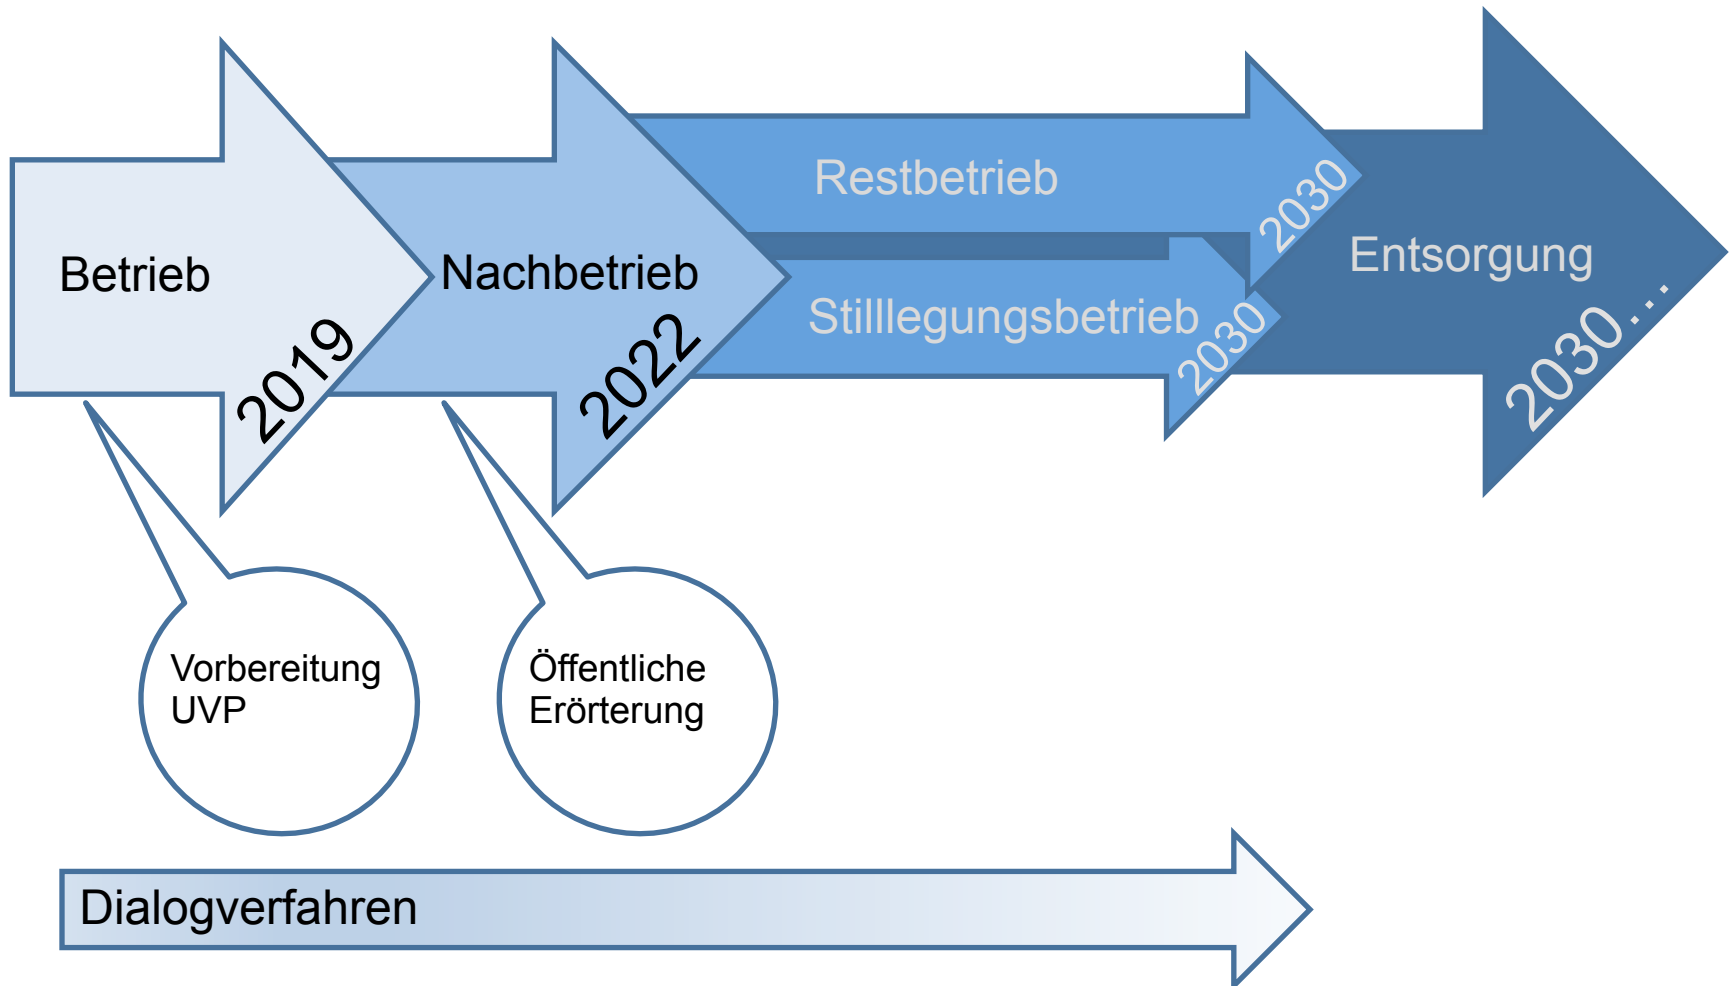 Betrieb
2019
Nachbetrieb
2022
Restbetrieb
2030
Stilllegungsbetrieb
2030
Entsorgung
2030...
Vorbereitung
UVP
Öffentliche
Erörterung
Dialogverfahren